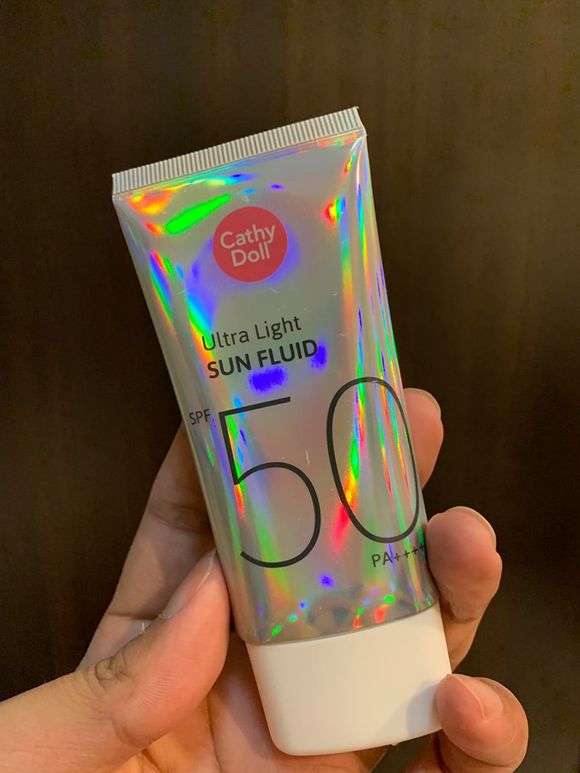 Cathy
Doll
Ultra Light
SUN FLUID
SPF
50
PA++++